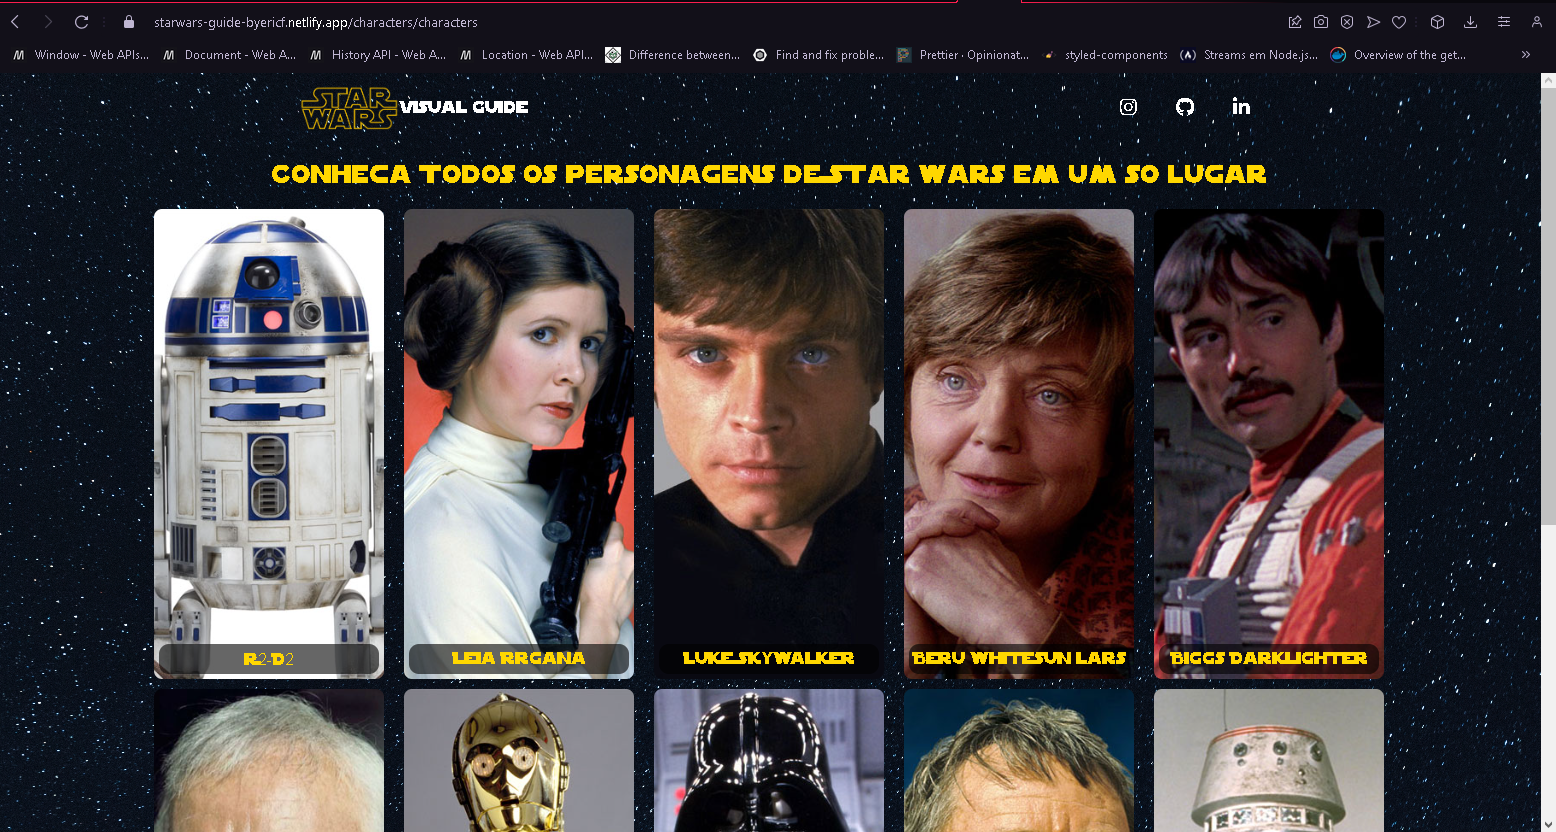 starwars-guide-byericf.netlify.app/characters/characters
Window - Web APIs... Document - Web A... History API - Web A... Location - Web API... Difference between... Find and fix proble... Prettier · Opinionat... styled-components Streams em Node.js... Overview of the get...
STAR WARS VISUAL GUIDE
CONHECA TODOS OS PERSONAGENS DE STAR WARS EM UM SO LUGAR
R2-D2 LEIA ORGANA LUKE SKYWALKER BERU WHITESUN LARS BIGGS DARKLIGHTER